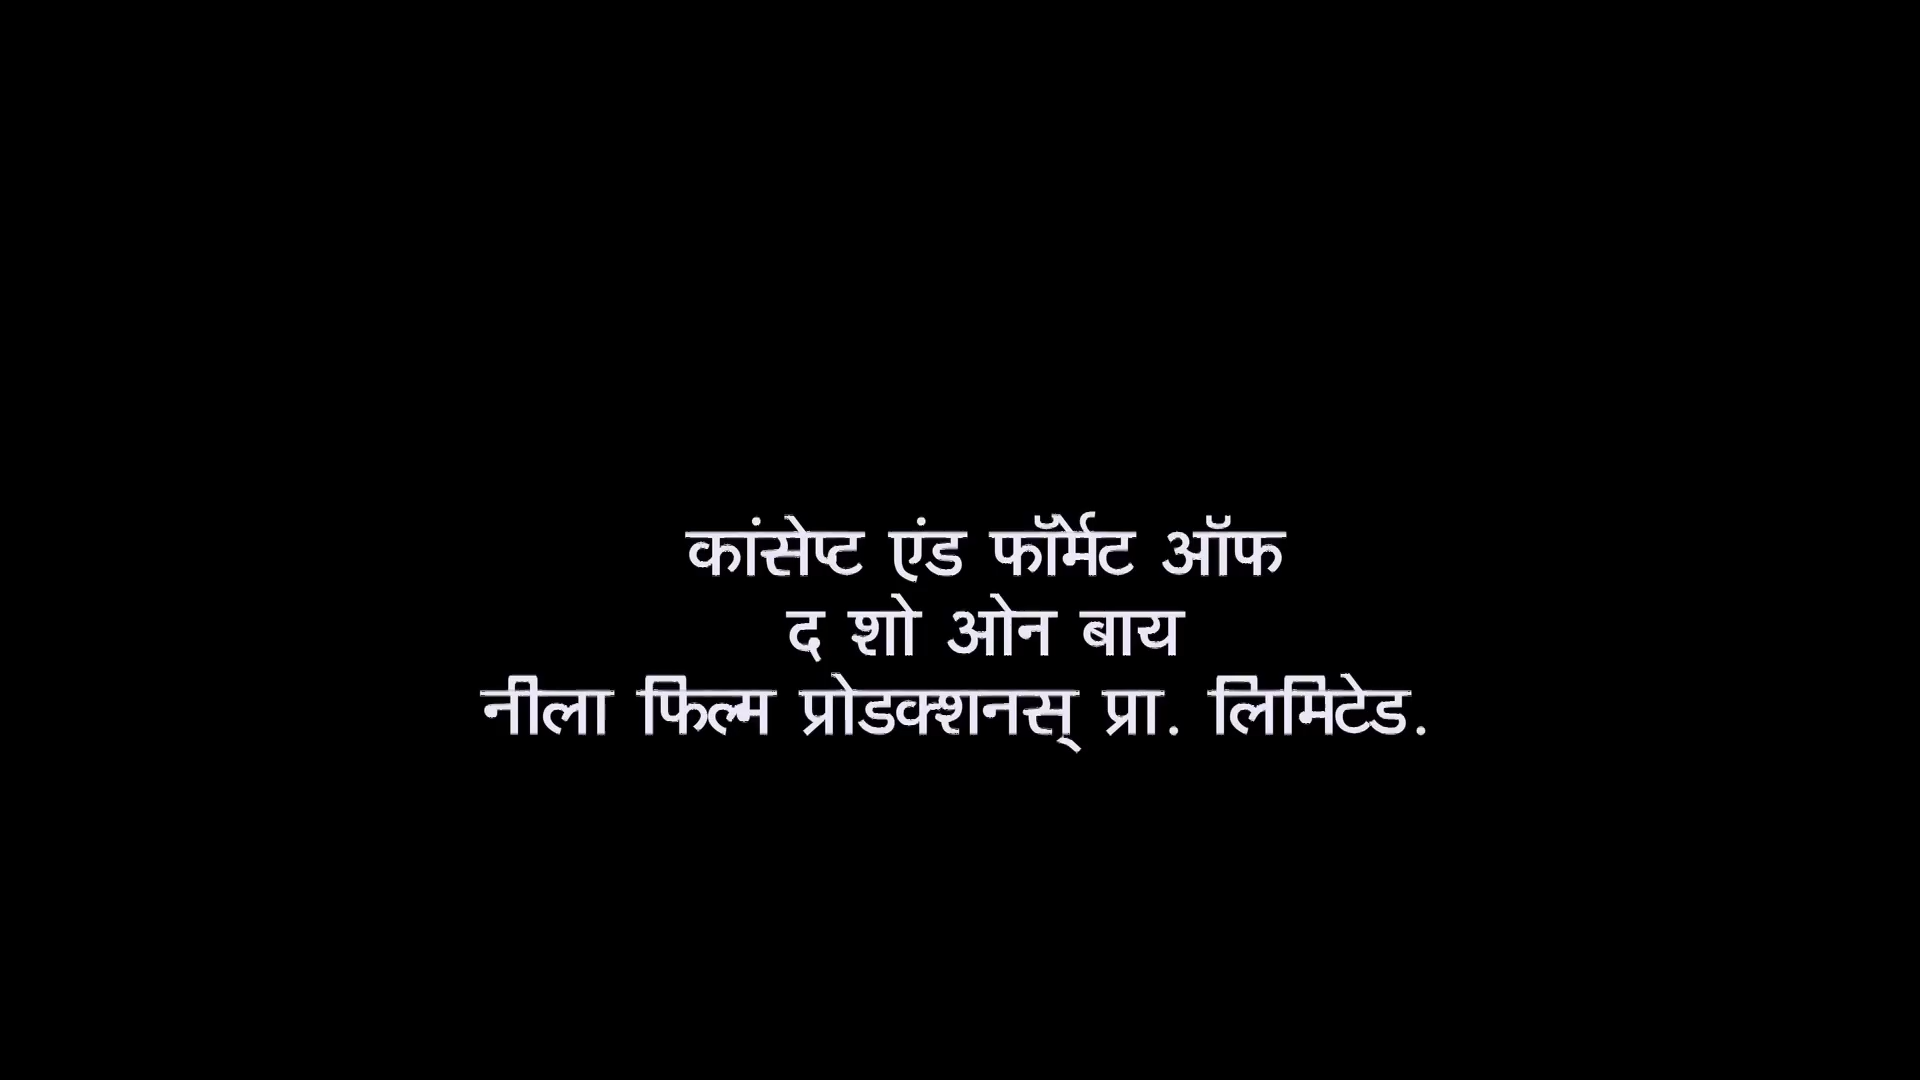 कांसेप्ट एंड फॉर्मेट ऑफ
द शो ओन बाय
नीला फिल्म प्रोडक्शनस् प्रा. लिमिटेड.